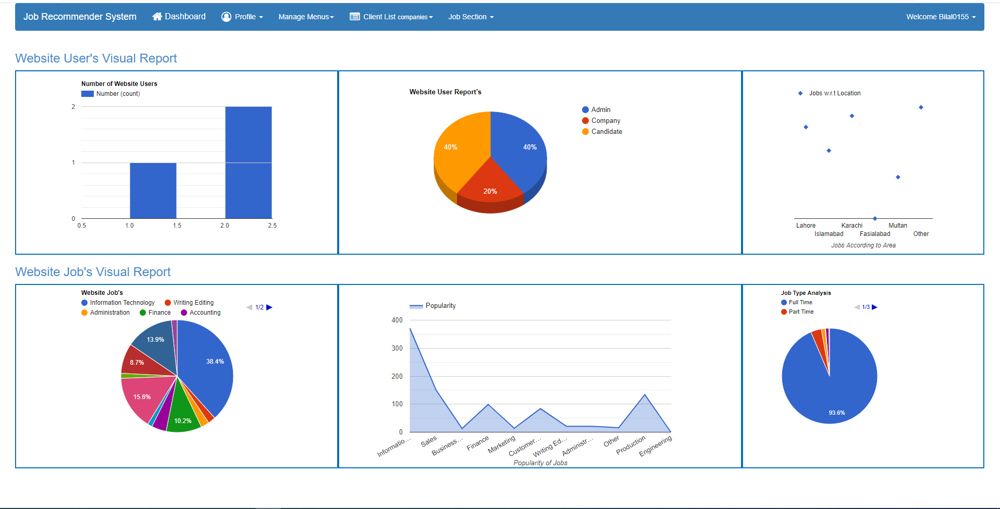 Job Recommender System Dashboard Profile Manage Menus Client List companies Job Section Welcome Bilal0155
Website User's Visual Report
Number of Website Users
Number (count)
2
1
0
0.5 1.0 1.5 2.0 2.5
Website User Report's
Admin
Company
Candidate
40% 40%
20%
Jobs w.r.t Location
Lahore Karachi Multan
Islamabad Fasialabad Other
Jobs According to Area
Website Job's Visual Report
Website Job's
Information Technology Writing Editing
Administration Finance Accounting
1/2
13.9%
38.4%
8.7%
15.6%
10.2%
Popularity
400
300
200
100
0
Informatio... Sales Business... Finance Marketing Customer... Writing Ed... Administr... Other Production Engineering
Popularity of Jobs
Job Type Analysis
Full Time
Part Time
1/3
93.6%